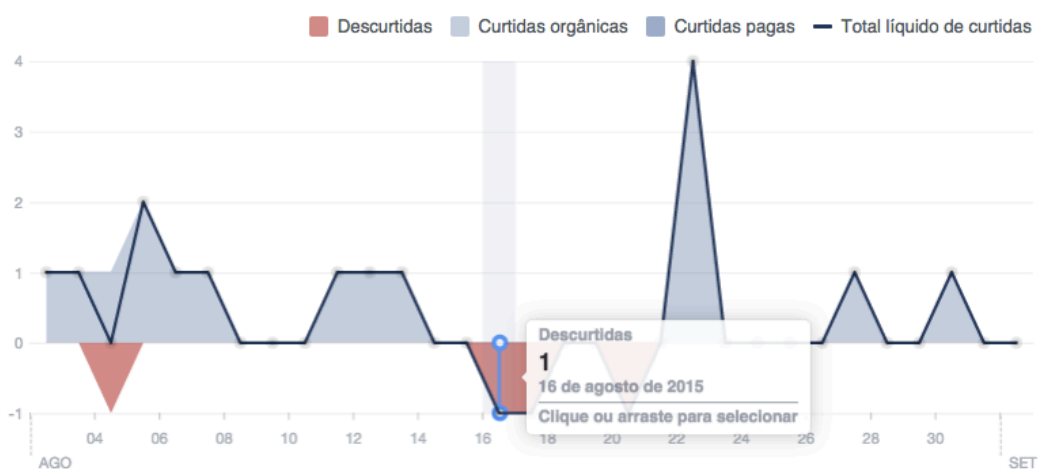 Descurtidas Curtidas orgânicas Curtidas pagas Total líquido de curtidas
4
3
2
1
0
-1
Descurtidas
1
16 de agosto de 2015
Clique ou arraste para selecionar
04 06 08 10 12 14 16 18 20 22 24 26 28 30
AGO SET